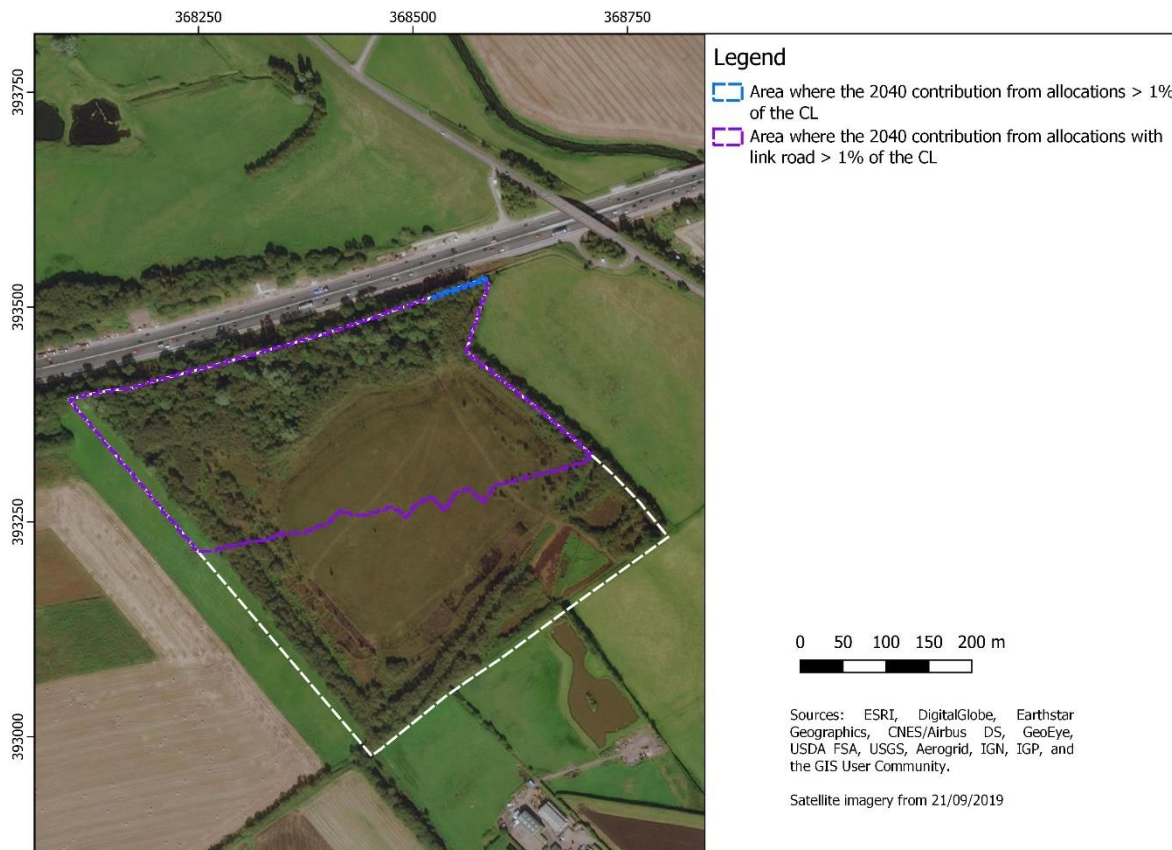 368250
368500
368750
393750
393500
393250
393000
Legend
Area where the 2040 contribution from allocations > 1%
of the CL
Area where the 2040 contribution from allocations with
link road > 1% of the CL
0 50 100 150 200 m
Sources: ESRI, DigitalGlobe, Earthstar
Geographics, CNES/Airbus DS, GeoEye,
USDA FSA, USGS, Aerogrid, IGN, IGP, and
the GIS User Community.
Satellite imagery from 21/09/2019